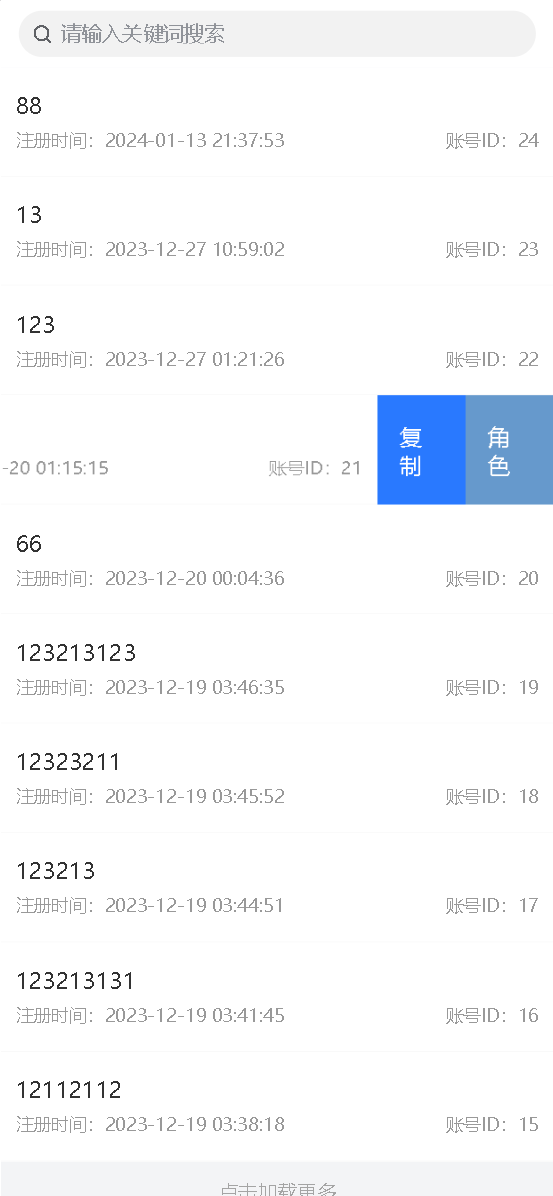 请输入关键词搜索
88
注册时间：2024-01-13 21:37:53 账号ID：24
13
注册时间：2023-12-27 10:59:02 账号ID：23
123
注册时间：2023-12-27 01:21:26 账号ID：22
-20 01:15:15 账号ID：21 复制 角色
66
注册时间：2023-12-20 00:04:36 账号ID：20
123213123
注册时间：2023-12-19 03:46:35 账号ID：19
12323211
注册时间：2023-12-19 03:45:52 账号ID：18
123213
注册时间：2023-12-19 03:44:51 账号ID：17
123213131
注册时间：2023-12-19 03:41:45 账号ID：16
12112112
注册时间：2023-12-19 03:38:18 账号ID：15
点击加载更多